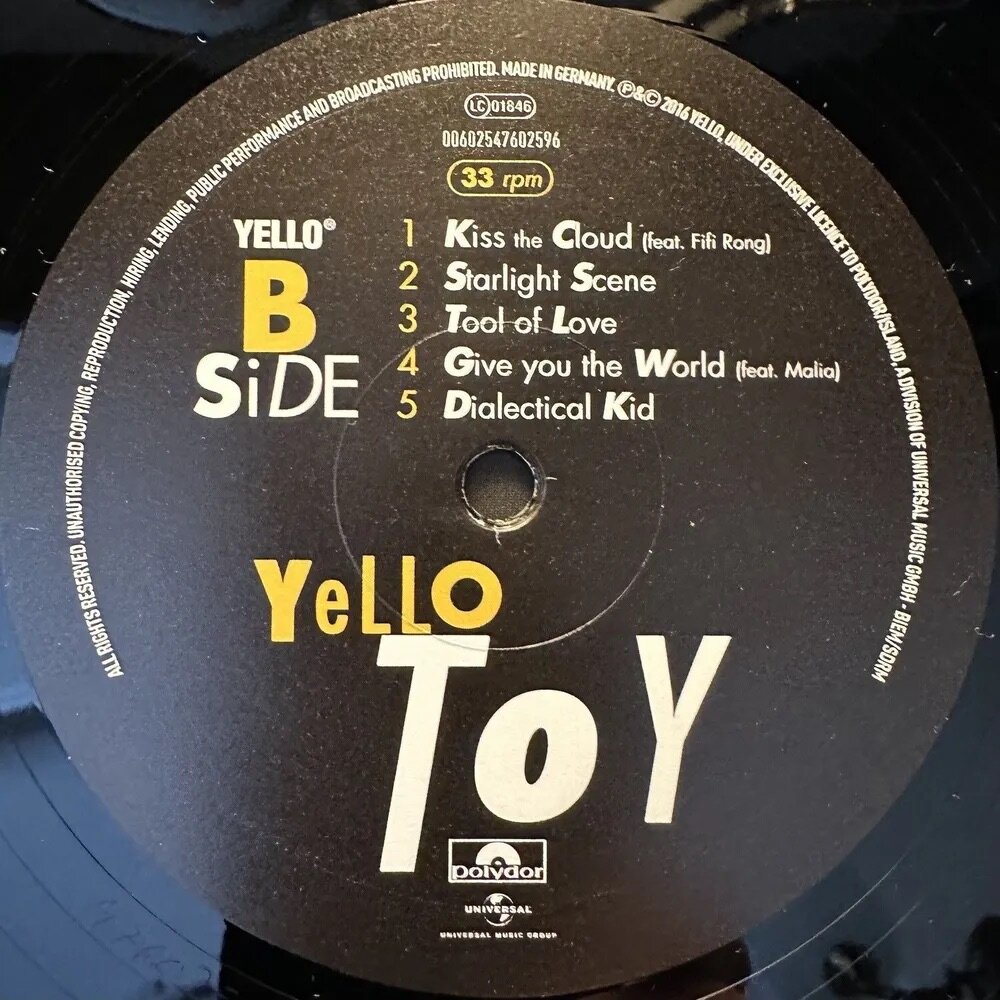 ALL RIGHTS RESERVED. UNAUTHORISED COPYING, REPRODUCTION, HIRING, LENDING, PUBLIC PERFORMANCE AND BROADCASTING PROHIBITED. MADE IN GERMANY. ℗&© 2016 YELLO, UNDER EXCLUSIVE LICENCE TO POLYDOR/ISLAND, A DIVISION OF UNIVERSAL MUSIC GMBH - BIEM/SDRM
LC 01846
00602547602596
33 rpm
YELLO®
B
SiDE
1 Kiss the Cloud (feat. Fifi Rong)
2 Starlight Scene
3 Tool of Love
4 Give you the World (feat. Malia)
5 Dialectical Kid
YeLLO
ToY
polydor
UNIVERSAL
UNIVERSAL MUSIC GROUP